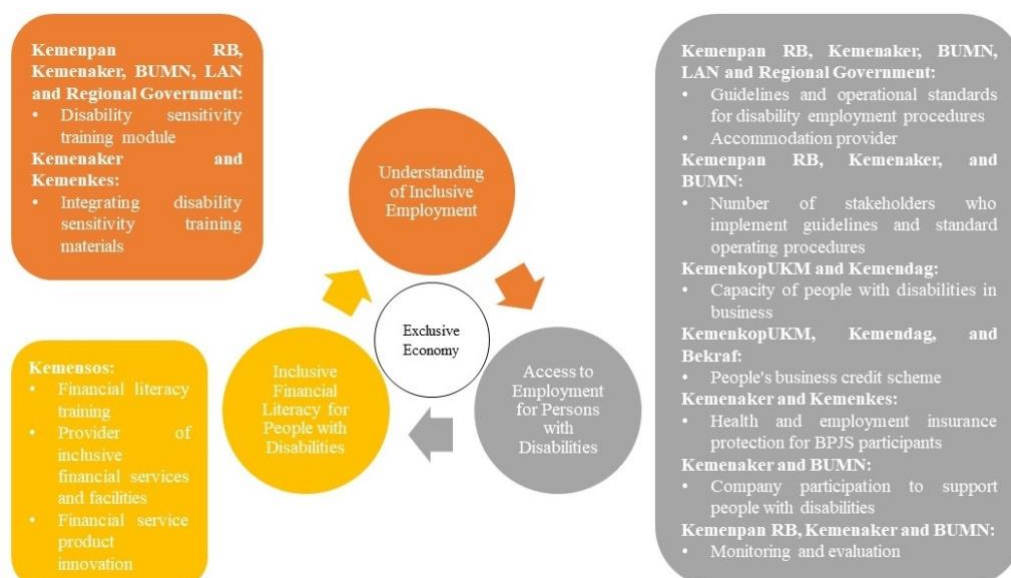 Kemenpan RB,
Kemenaker, BUMN, LAN
and Regional Government:
• Disability sensitivity
training module
Kemenaker and
Kemenkes:
• Integrating disability
sensitivity training
materials
Understanding
of Inclusive
Employment
Exclusive
Economy
Inclusive
Financial
Literacy for
People with
Disabilities
Access to
Employment
for Persons
with
Disabilities
Kemensos:
• Financial literacy
training
• Provider of
inclusive
financial services
and facilities
• Financial service
product
innovation
Kemenpan RB, Kemenaker, BUMN,
LAN and Regional Government:
• Guidelines and operational standards
for disability employment procedures
• Accommodation provider
Kemenpan RB, Kemenaker, and
BUMN:
• Number of stakeholders who
implement guidelines and standard
operating procedures
KemenkopUKM and Kemendag:
• Capacity of people with disabilities in
business
KemenkopUKM, Kemendag, and
Bekraf:
• People's business credit scheme
Kemenaker and Kemenkes:
• Health and employment insurance
protection for BPJS participants
Kemenaker and BUMN:
• Company participation to support
people with disabilities
Kemenpan RB, Kemenaker and BUMN:
• Monitoring and evaluation